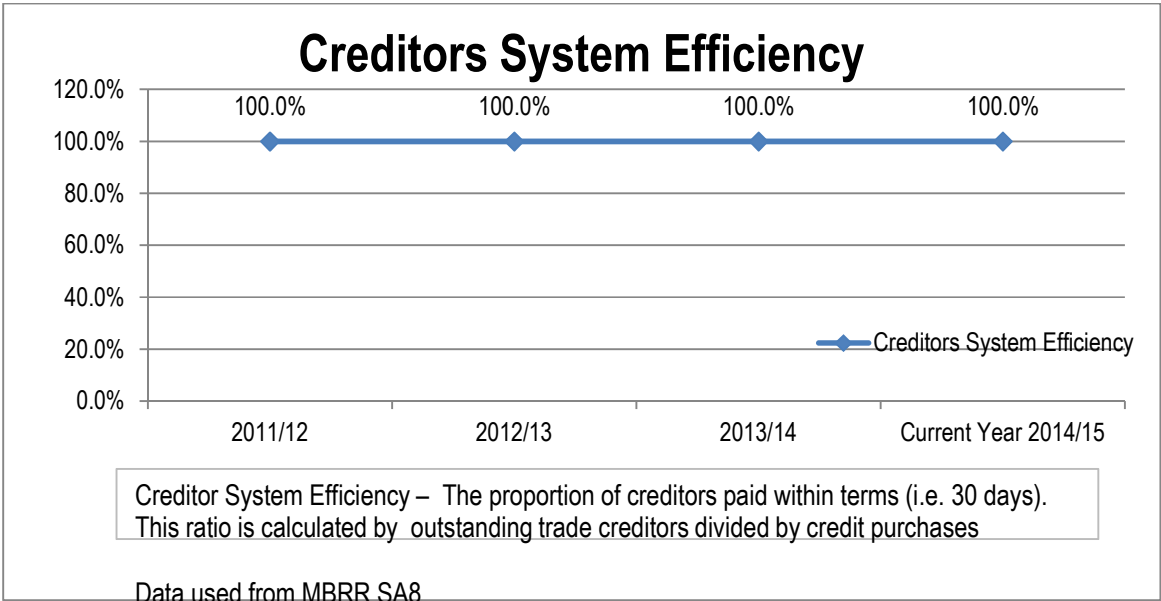 Creditors System Efficiency
120.0%
100.0% 100.0% 100.0% 100.0%
100.0%
80.0%
60.0%
40.0%
20.0%
Creditors System Efficiency
0.0%
2011/12 2012/13 2013/14 Current Year 2014/15
Creditor System Efficiency – The proportion of creditors paid within terms (i.e. 30 days).
This ratio is calculated by outstanding trade creditors divided by credit purchases
Data used from MBRR SA8